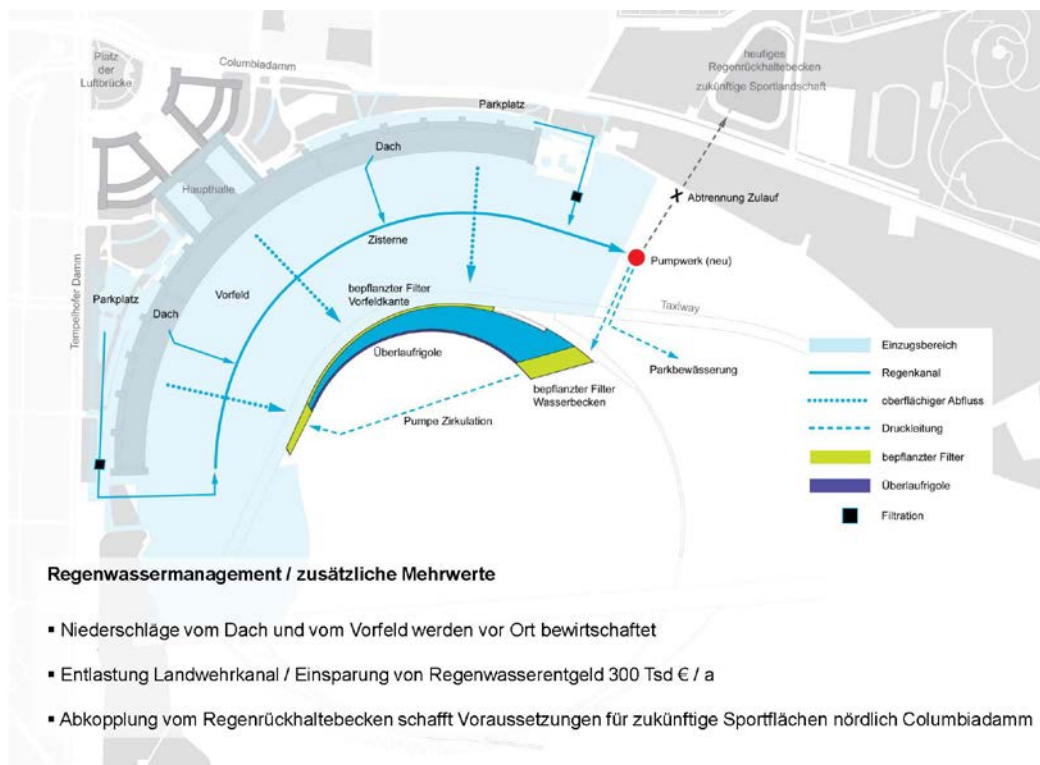 Platz
der
Luftbrücke
Columbiadamm
heutiges
Regenrückhaltebecken
zukünftige Sportlandschaft
Parkplatz
Dach
Haupthalle
Abtrennung Zulauf
Zisterne
Pumpwerk (neu)
Tempelhofer Damm
Parkplatz
Vorfeld
Dach
bepflanzter Filter
Vorfeldkante
Taxiway
Überlaufrigole
Parkbewässerung
bepflanzter Filter
Wasserbecken
Pumpe Zirkulation
Einzugsbereich
Regenkanal
oberflächiger Abfluss
Druckleitung
bepflanzter Filter
Überlaufrigole
Filtration
Regenwassermanagement / zusätzliche Mehrwerte
▪ Niederschläge vom Dach und vom Vorfeld werden vor Ort bewirtschaftet
▪ Entlastung Landwehrkanal / Einsparung von Regenwasserentgeld 300 Tsd € / a
▪ Abkopplung vom Regenrückhaltebecken schafft Voraussetzungen für zukünftige Sportflächen nördlich Columbiadamm